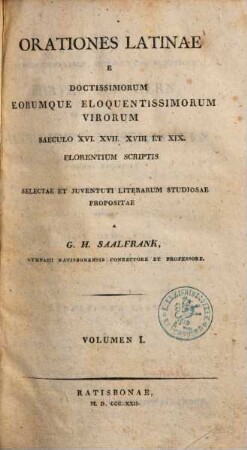 ORATIONES LATINAE
E
DOCTISSIMORUM
EORUMQUE ELOQUENTISSIMORUM
VIRORUM
SAECULO XVI. XVII. XVIII ET XIX.
FLORENTIUM SCRIPTIS
SELECTAE ET JUVENTUTI LITERARUM STUDIOSAE
PROPOSITAE
A
G. H. SAALFRANK,
GYMNASII RATISBONENSIS CONRECTORE ET PROFESSORE.
VOLUMEN I.
RATISBONAE,
M. D. CCC. XXII.